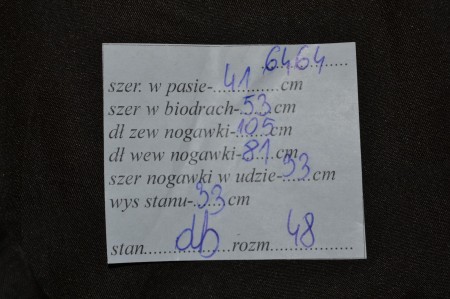 6464
szer. w pasie-41cm
szer w biodrach-53cm
dł zew nogawki-105cm
dł wew nogawki-81cm
szer nogawki w udzie-33cm
wys stanu-33cm
stan db rozm 48